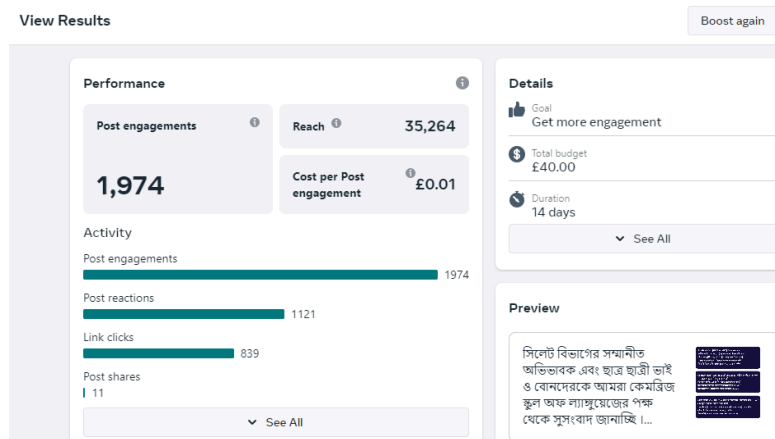 View Results
Boost again
Performance
Post engagements
1,974
Reach
35,264
Cost per Post
engagement
£0.01
Activity
Post engagements
1974
Post reactions
1121
Link clicks
839
Post shares
11
See All
Details
Goal
Get more engagement
Total budget
£40.00
Duration
14 days
See All
Preview
সিলেট বিভাগের সম্মানীত
অভিভাবক এবং ছাত্র ছাত্রী ভাই
ও বোনদেরকে আমরা কেমব্রিজ
স্কুল অফ ল্যাঙ্গুয়েজের পক্ষ
থেকে সুসংবাদ জানাচ্ছি ।...